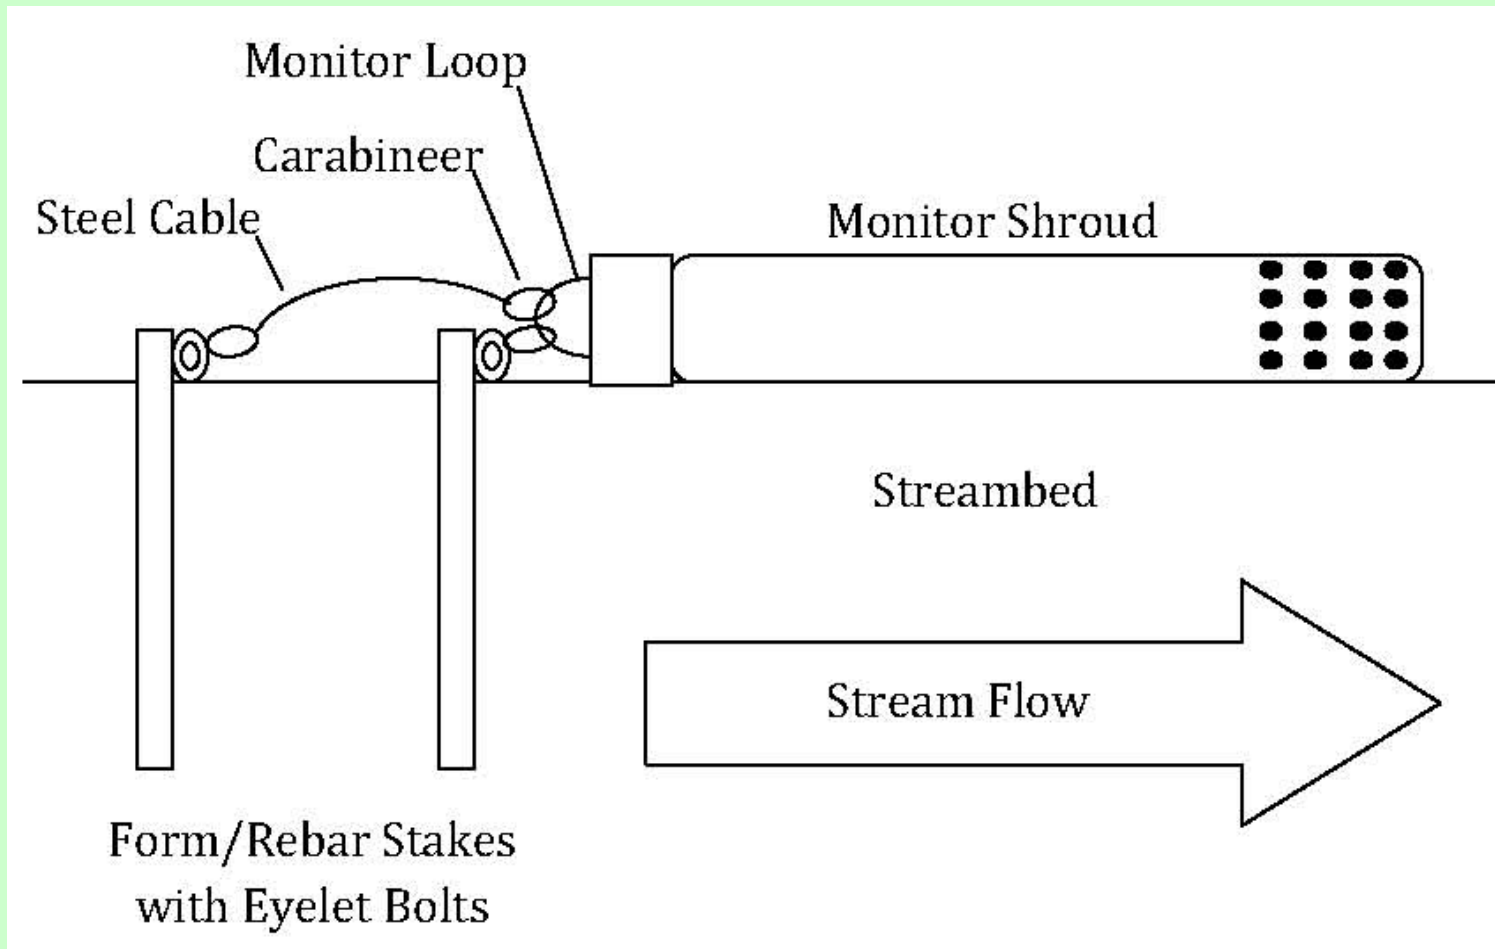 Monitor Loop
Carabineer
Steel Cable
Monitor Shroud
Streambed
Stream Flow
Form/Rebar Stakes
with Eyelet Bolts